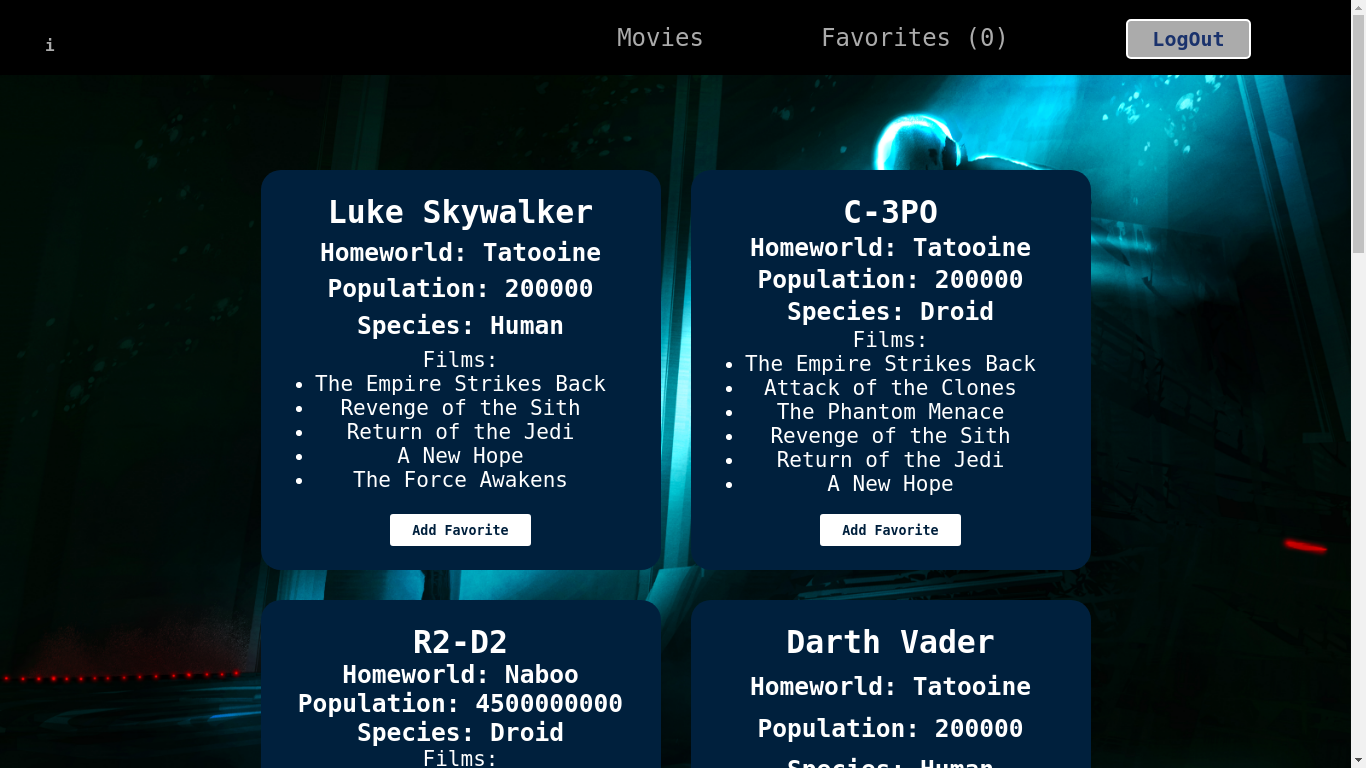 i
Movies
Favorites (0)
LogOut
Luke Skywalker
Homeworld: Tatooine
Population: 200000
Species: Human
Films:
The Empire Strikes Back
Revenge of the Sith
Return of the Jedi
A New Hope
The Force Awakens
Add Favorite
C-3PO
Homeworld: Tatooine
Population: 200000
Species: Droid
Films:
The Empire Strikes Back
Attack of the Clones
The Phantom Menace
Revenge of the Sith
Return of the Jedi
A New Hope
Add Favorite
R2-D2
Homeworld: Naboo
Population: 4500000000
Species: Droid
Films:
Darth Vader
Homeworld: Tatooine
Population: 200000
Species: Human